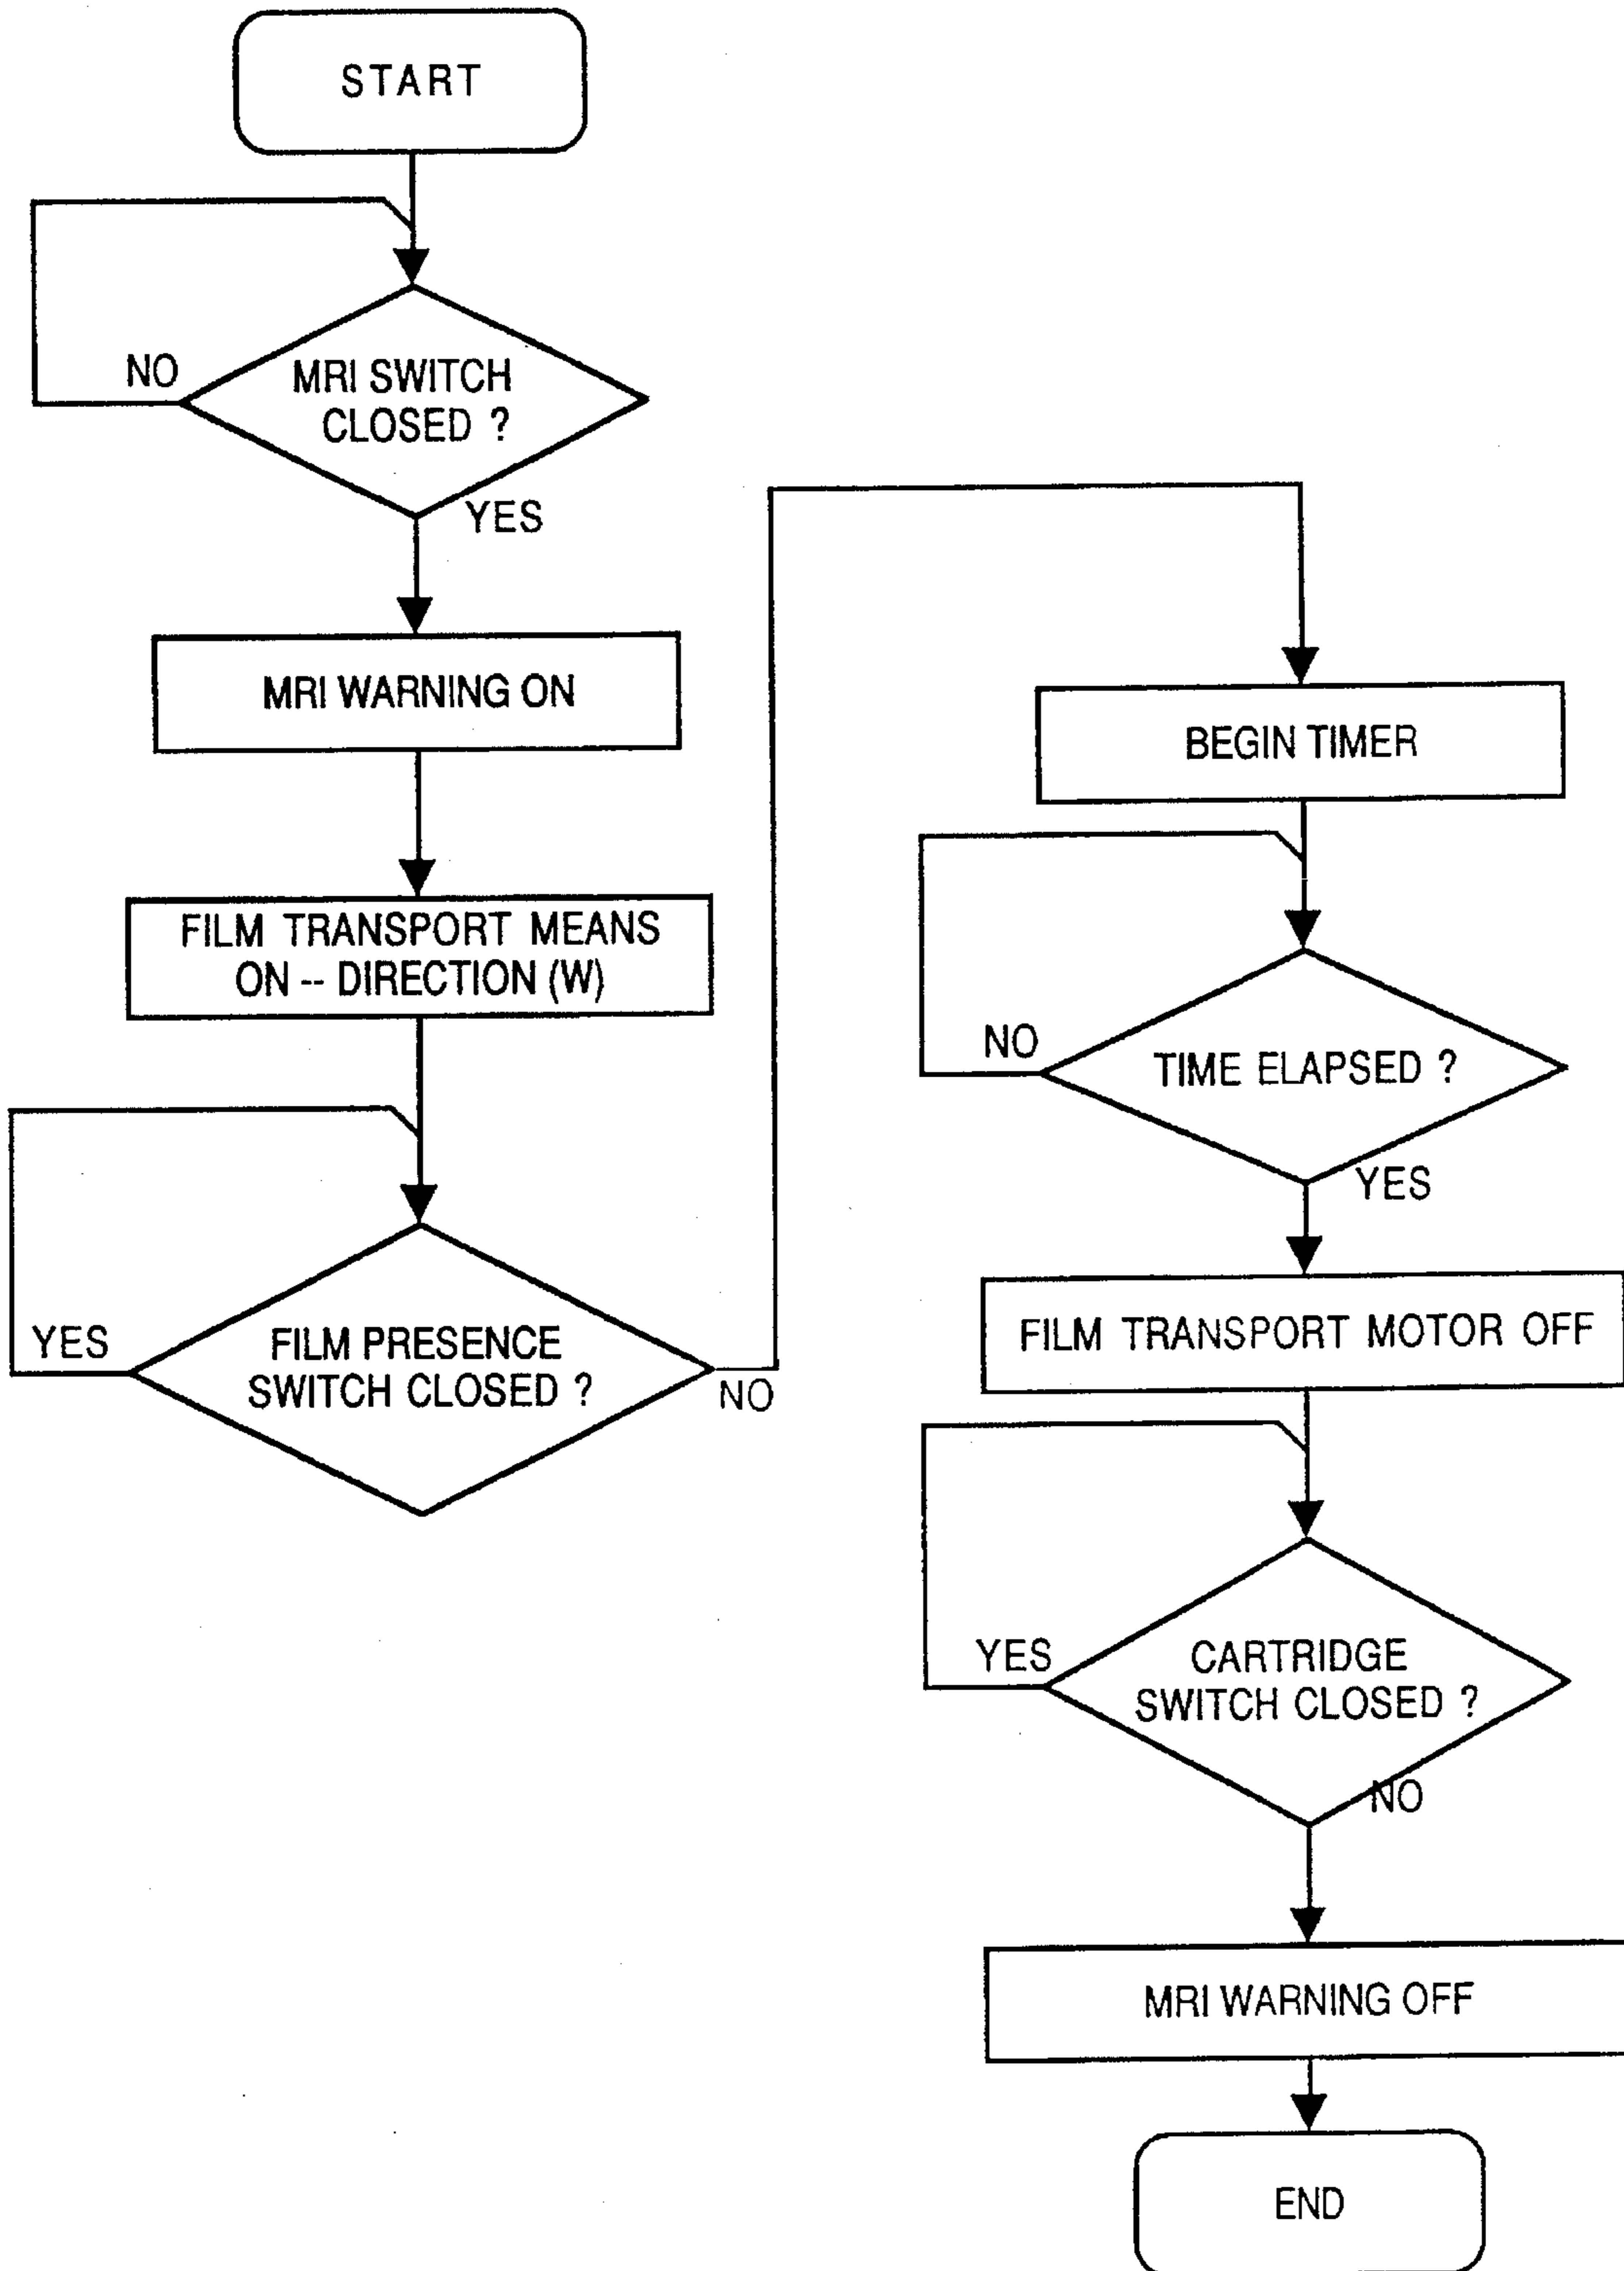 START
NO
MRI SWITCH
CLOSED ?
YES
MRI WARNING ON
FILM TRANSPORT MEANS
ON -- DIRECTION (W)
YES
FILM PRESENCE
SWITCH CLOSED ?
NO
BEGIN TIMER
NO
TIME ELAPSED ?
YES
FILM TRANSPORT MOTOR OFF
YES
CARTRIDGE
SWITCH CLOSED ?
NO
MRI WARNING OFF
END